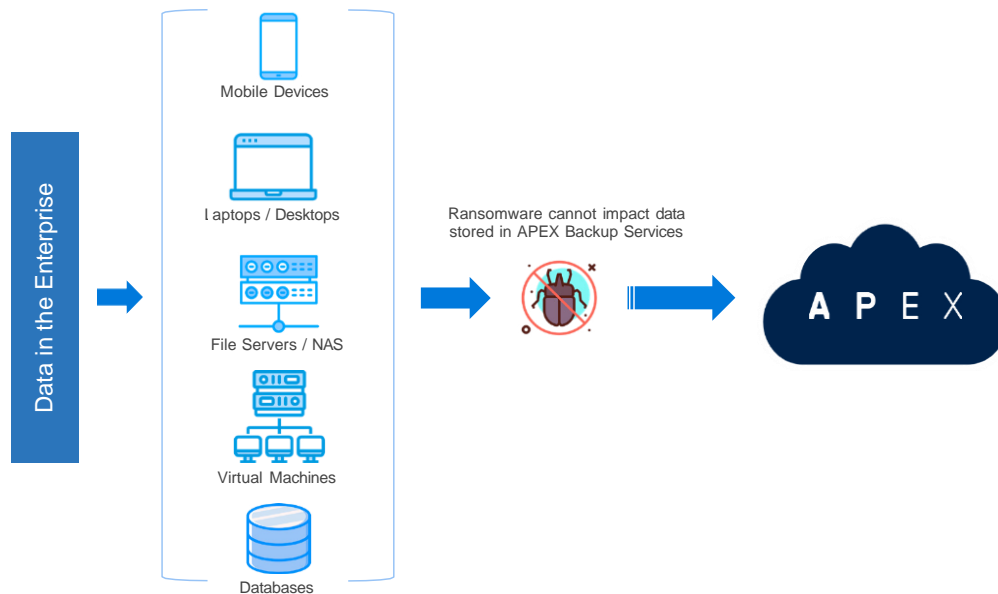 Data in the Enterprise
Mobile Devices
Laptops / Desktops
File Servers / NAS
Virtual Machines
Databases
Ransomware cannot impact data
stored in APEX Backup Services
APEX